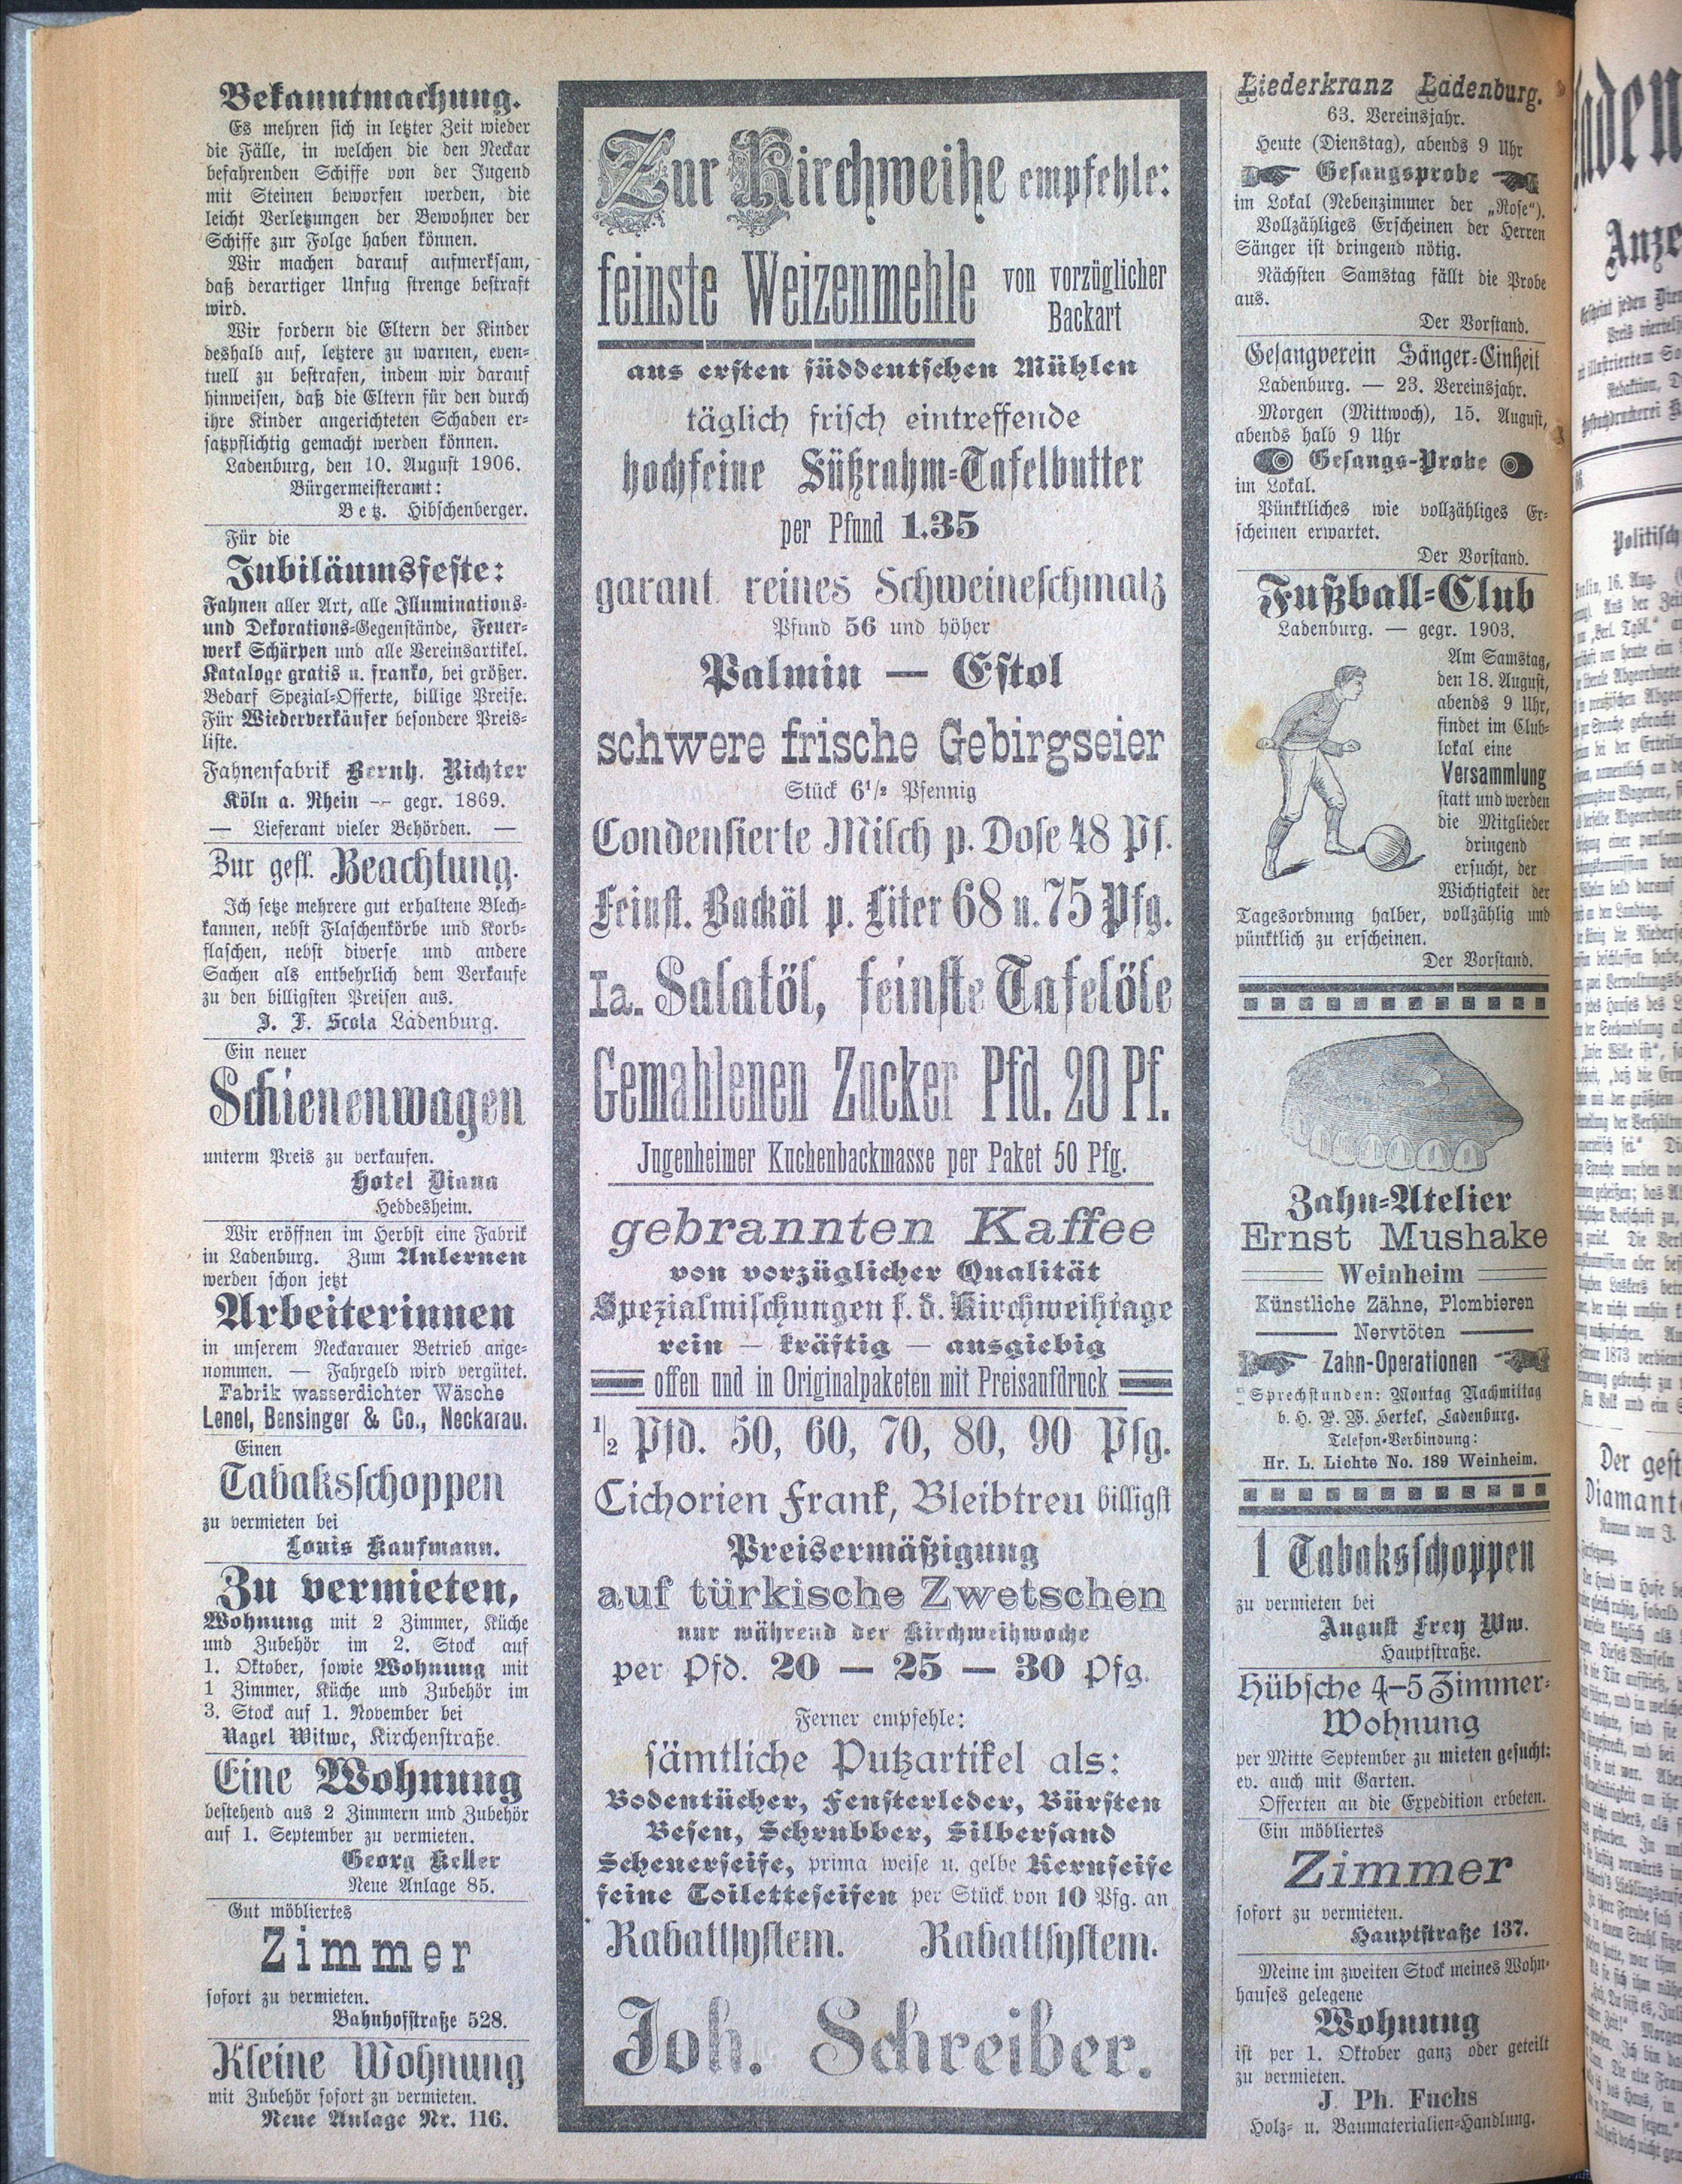 Bekanntmachung.
Es mehren sich in letzter Zeit wieder
die Fälle, in welchen die den Neckar
befahrenden Schiffe von der Jugend
mit Steinen beworfen werden, die
leicht Verletzungen der Bewohner der
Schiffe zur Folge haben können.
Wir machen darauf aufmerksam,
daß derartiger Unfug strenge bestraft
wird.
Wir fordern die Eltern der Kinder
deshalb auf, letztere zu warnen, even-
tuell zu bestrafen, indem wir darauf
hinweisen, daß die Eltern für den durch
ihre Kinder angerichteten Schaden er-
satzpflichtig gemacht werden können.
Ladenburg, den 10. August 1906.
Bürgermeisteramt:
Betz. Hibschenberger.
Für die
Jubiläumsfeste:
Fahnen aller Art, alle Illuminations-
und Dekorations-Gegenstände, Feuer-
werk Schärpen und alle Vereinsartikel.
Kataloge gratis u. franko, bei größer.
Bedarf Spezial-Offerte, billige Preise.
Für Wiederverkäufer besondere Preis-
liste.
Fahnenfabrik Bernh. Richter
Köln a. Rhein -- gegr. 1869.
— Lieferant vieler Behörden. —
Zur gefl. Beachtung.
Ich setze mehrere gut erhaltene Blech-
kannen, nebst Flaschenkörbe und Korb-
flaschen, nebst diverse und andere
Sachen als entbehrlich dem Verkaufe
zu den billigsten Preisen aus.
J. F. Scola Ladenburg.
Ein neuer
Schienenwagen
unterm Preis zu verkaufen.
Hotel Diana
Heddesheim.
Wir eröffnen im Herbst eine Fabrik
in Ladenburg. Zum Anlernen
werden schon jetzt
Arbeiterinnen
in unserem Neckarauer Betrieb ange-
nommen. — Fahrgeld wird vergütet.
Fabrik wasserdichter Wäsche
Lenel, Bensinger & Co., Neckarau.
Einen
Tabaksschoppen
zu vermieten bei
Louis Kaufmann.
Zu vermieten,
Wohnung mit 2 Zimmer, Küche
und Zubehör im 2. Stock auf
1. Oktober, sowie Wohnung mit
1 Zimmer, Küche und Zubehör im
3. Stock auf 1. November bei
Nagel Witwe, Kirchenstraße.
Eine Wohnung
bestehend aus 2 Zimmern und Zubehör
auf 1. September zu vermieten.
Georg Keller
Neue Anlage 85.
Gut möbliertes
Zimmer
sofort zu vermieten.
Bahnhofstraße 528.
Kleine Wohnung
mit Zubehör sofort zu vermieten.
Neue Anlage Nr. 116.
Zur Kirchweihe empfehle:
feinste Weizenmehle von vorzüglicher
Backart
aus ersten süddeutschen Mühlen
täglich frisch eintreffende
hochfeine Süßrahm-Tafelbutter
per Pfund 1.35
garant. reines Schweineschmalz
Pfund 56 und höher
Palmin — Estol
schwere frische Gebirgseier
Stück 6½ Pfennig
Condensierte Milch p. Dose 48 Pf.
Feinst. Backöl p. Liter 68 u. 75 Pfg.
Ia. Salatöl, feinste Tafelöle
Gemahlenen Zucker Pfd. 20 Pf.
Jugenheimer Kuchenbackmasse per Paket 50 Pfg.
gebrannten Kaffee
von vorzüglicher Qualität
Spezialmischungen f. d. Kirchweihtage
rein — kräftig — ausgiebig
offen und in Originalpaketen mit Preisaufdruck
½ Pfd. 50, 60, 70, 80, 90 Pfg.
Cichorien Frank, Bleibtreu billigst
Preisermäßigung
auf türkische Zwetschen
nur während der Kirchweihwoche
per Pfd. 20 — 25 — 30 Pfg.
Ferner empfehle:
sämtliche Putzartikel als:
Bodentücher, Fensterleder, Bürsten
Besen, Schrubber, Silbersand
Scheuerseife, prima weiße u. gelbe Kernseife
feine Toiletteseifen per Stück von 10 Pfg. an
Rabattsystem. Rabattsystem.
Joh. Schreiber.
Liederkranz Ladenburg.
63. Vereinsjahr.
Heute (Dienstag), abends 9 Uhr
Gesangsprobe
im Lokal (Nebenzimmer der „Rose“).
Vollzähliges Erscheinen der Herren
Sänger ist dringend nötig.
Nächsten Samstag fällt die Probe
aus.
Der Vorstand.
Gesangverein Sänger-Einheit
Ladenburg. — 23. Vereinsjahr.
Morgen (Mittwoch), 15. August,
abends halb 9 Uhr
Gesangs-Probe
im Lokal.
Pünktliches wie vollzähliges Er-
scheinen erwartet.
Der Vorstand.
Fußball-Club
Ladenburg. — gegr. 1903.
Am Samstag,
den 18. August,
abends 9 Uhr,
findet im Club-
lokal eine
Versammlung
statt und werden
die Mitglieder
dringend
ersucht, der
Wichtigkeit der
Tagesordnung halber, vollzählig und
pünktlich zu erscheinen.
Der Vorstand.
Zahn-Atelier
Ernst Mushake
Weinheim
Künstliche Zähne, Plombieren
Nervtöten
Zahn-Operationen
Sprechstunden: Montag Nachmittag
b. H. P. W. Hertel, Ladenburg.
Telefon-Verbindung:
Hr. L. Lichte No. 189 Weinheim.
1 Tabaksschoppen
zu vermieten bei
August Frey Ww.
Hauptstraße.
Hübsche 4–5 Zimmer-
Wohnung
per Mitte September zu mieten gesucht:
ev. auch mit Garten.
Offerten an die Expedition erbeten.
Ein möbliertes
Zimmer
sofort zu vermieten.
Hauptstraße 137.
Meine im zweiten Stock meines Wohn-
hauses gelegene
Wohnung
ist per 1. Oktober ganz oder geteilt
zu vermieten.
J. Ph. Fuchs
Holz- u. Baumaterialien-Handlung.